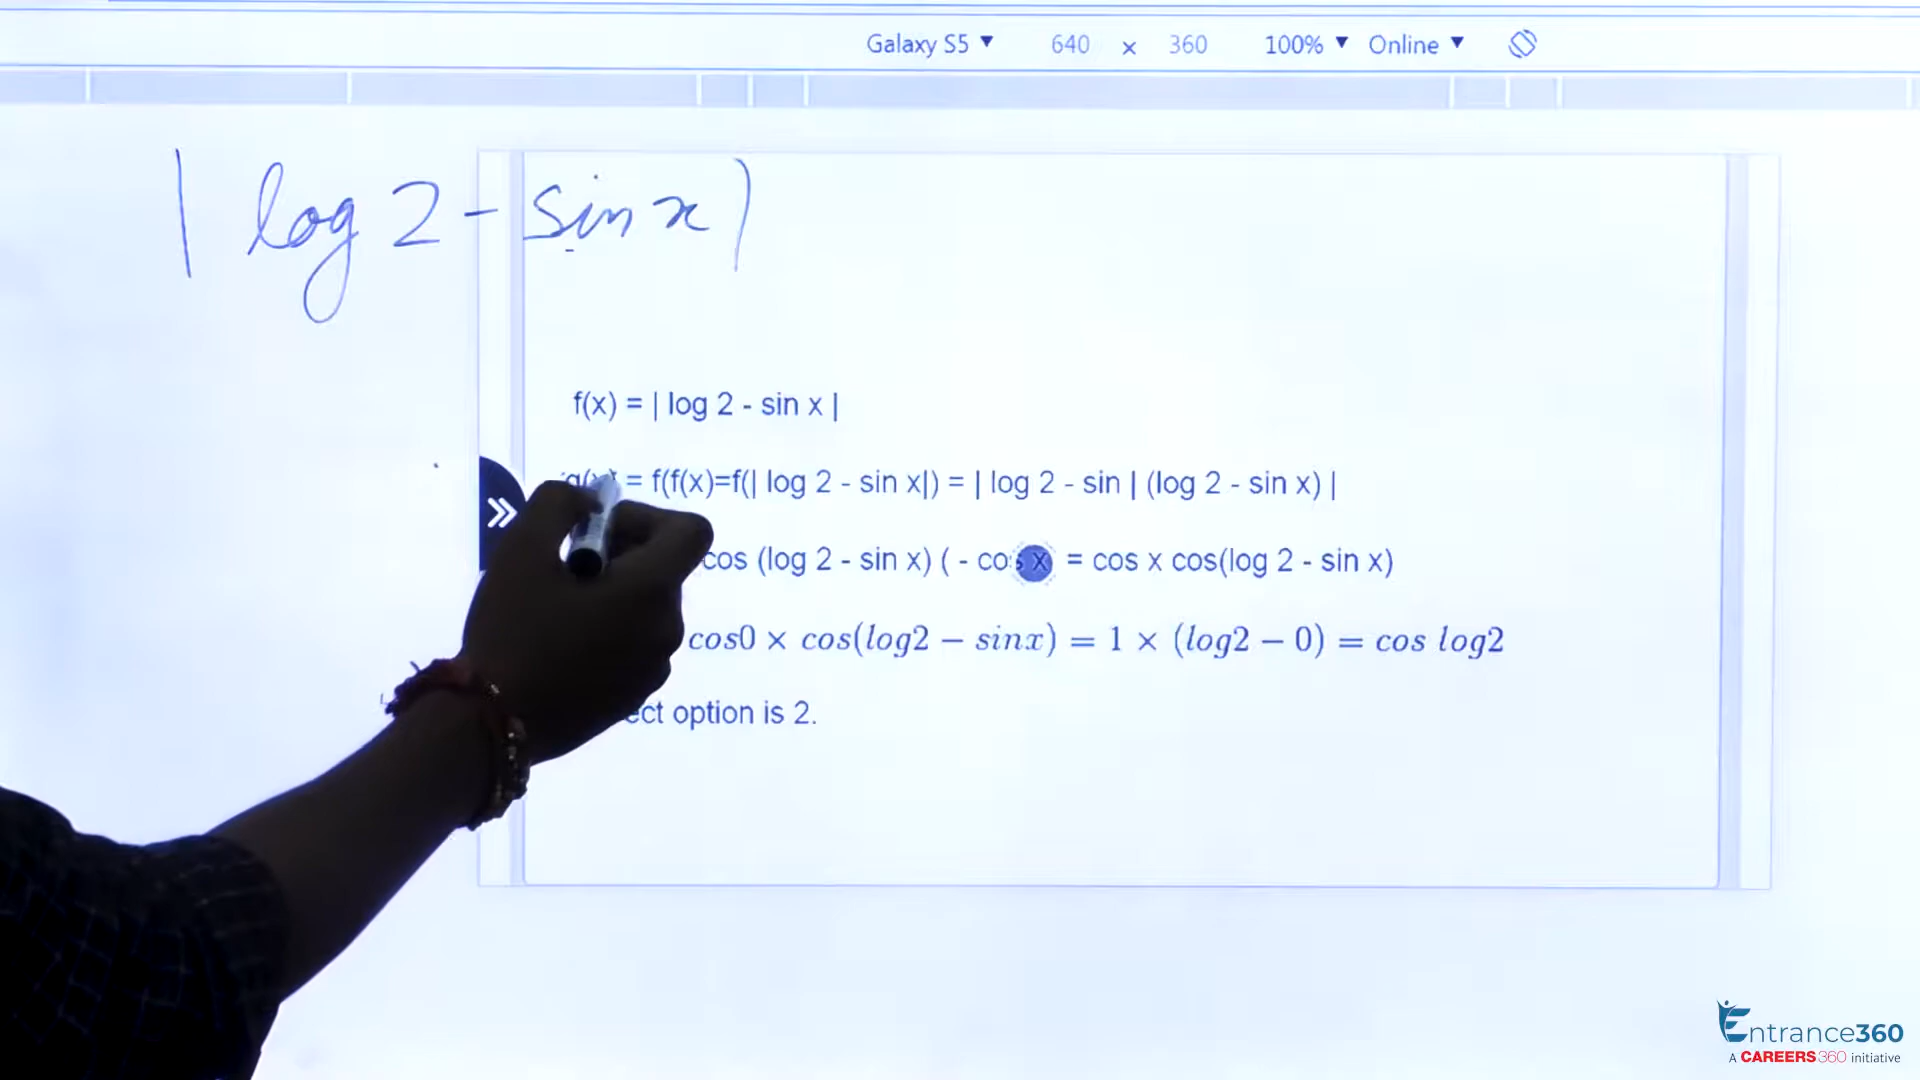 Galaxy S5 ▼ 640 × 360 100% ▼ Online ▼
| log 2 - sin x |
f(x) = | log 2 - sin x |
g(x) = f(f(x)=f(| log 2 - sin x|) = | log 2 - sin | (log 2 - sin x) |
cos (log 2 - sin x) ( - cos x = cos x cos(log 2 - sin x)
cos0 × cos(log2 − sinx) = 1 × (log2 − 0) = cos log2
option is 2.
Entrance360
A CAREERS360 initiative